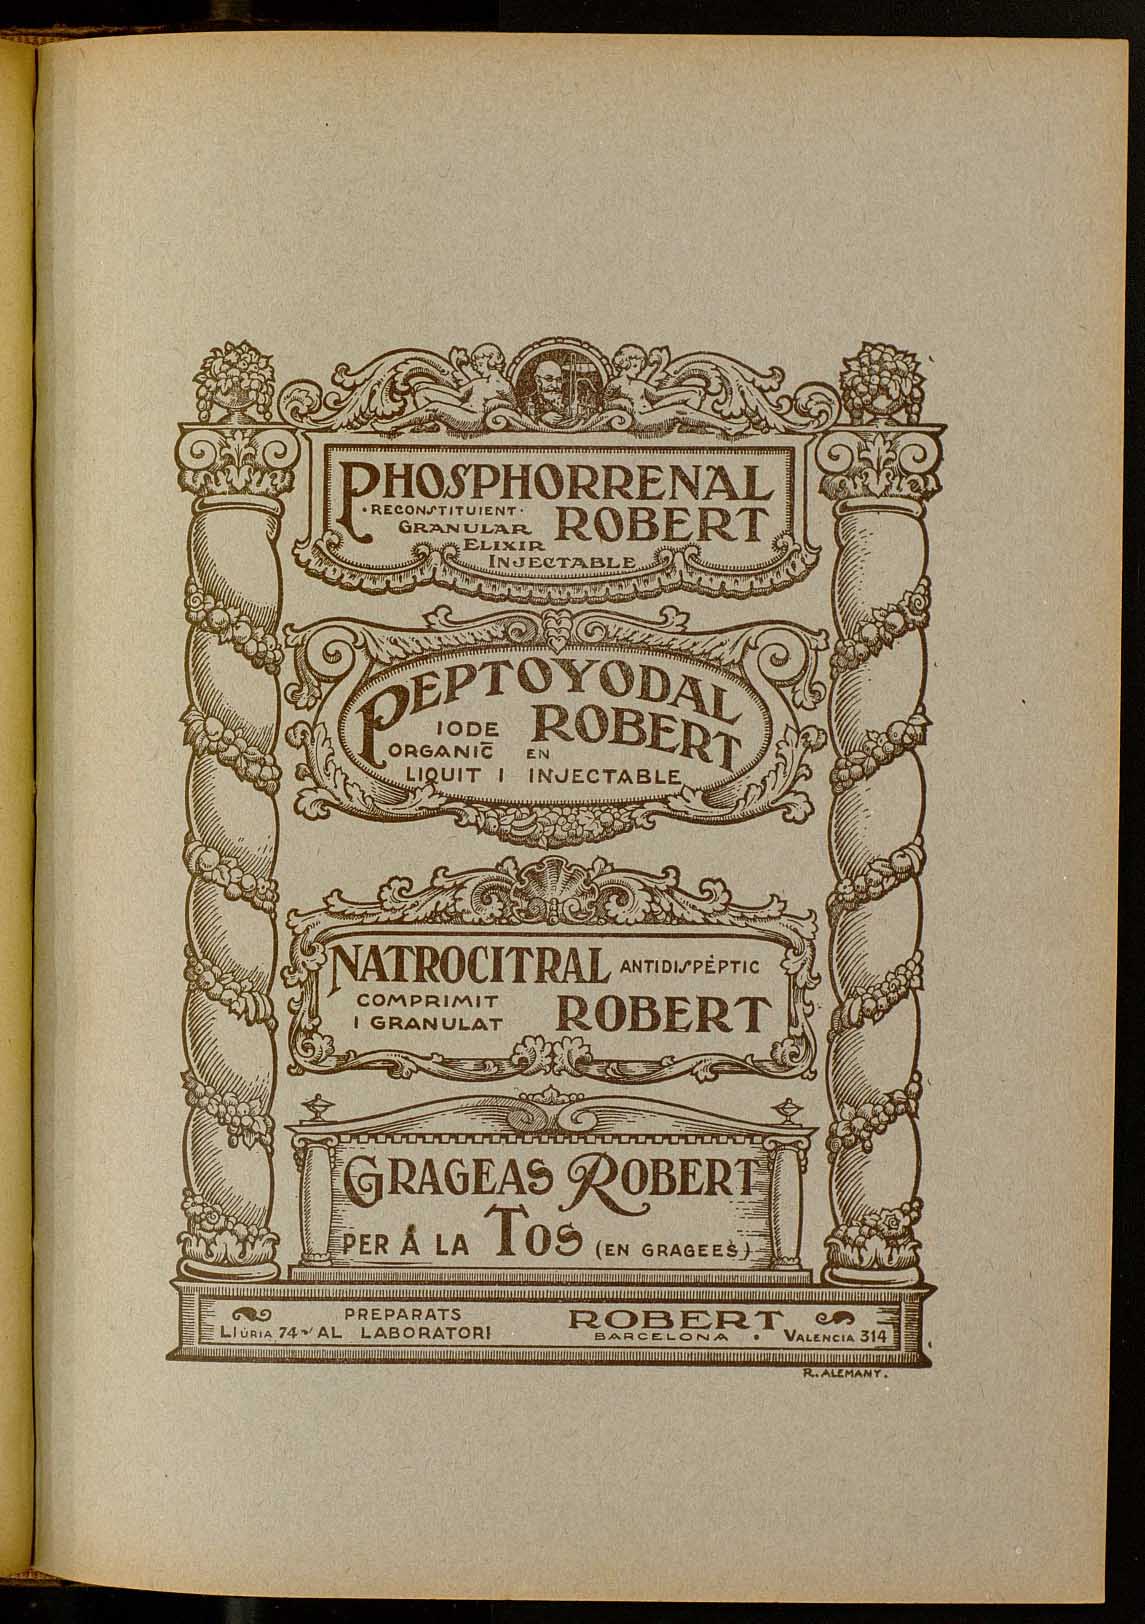 PHOSPHORRENAL
·RECONSTITUIENT·
GRANULAR ROBERT
ELIXIR
INJECTABLE
PEPTOYODAL
IODE ROBERT
ORGANIC EN
LIQUIT I INJECTABLE
NATROCITRAL ANTIDISPÈPTIC
COMPRIMIT ROBERT
I GRANULAT
GRAGEAS ROBERT
PER Á LA TOS (EN GRAGEES)
PREPARATS ROBERT
LlÚRIA 74 AL LABORATORI BARCELONA • VALENCIA 314
R. ALEMANY.